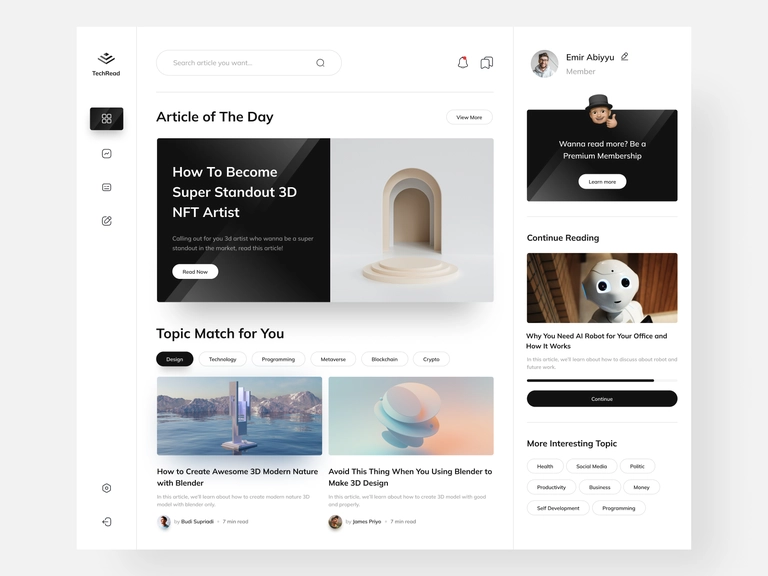 TechRead
Search article you want...
Emir Abiyyu
Member
Article of The Day
View More
How To Become
Super Standout 3D
NFT Artist
Calling out for you 3d artist who wanna be a super
standout in the market, read this article!
Read Now
Topic Match for You
Design
Technology
Programming
Metaverse
Blockchain
Crypto
How to Create Awesome 3D Modern Nature
with Blender
In this article, we'll learn about how to create modern nature 3D
model with blender only.
by Budi Supriadi • 7 min read
Avoid This Thing When You Using Blender to
Make 3D Design
In this article, we'll learn about how to create 3D model with good
and properly.
by James Priyo • 7 min read
Wanna read more? Be a
Premium Membership
Learn more
Continue Reading
Why You Need AI Robot for Your Office and
How It Works
In this article, we'll learn about how to discuss about robot and
future work.
Continue
More Interesting Topic
Health
Social Media
Politic
Productivity
Business
Money
Self Development
Programming